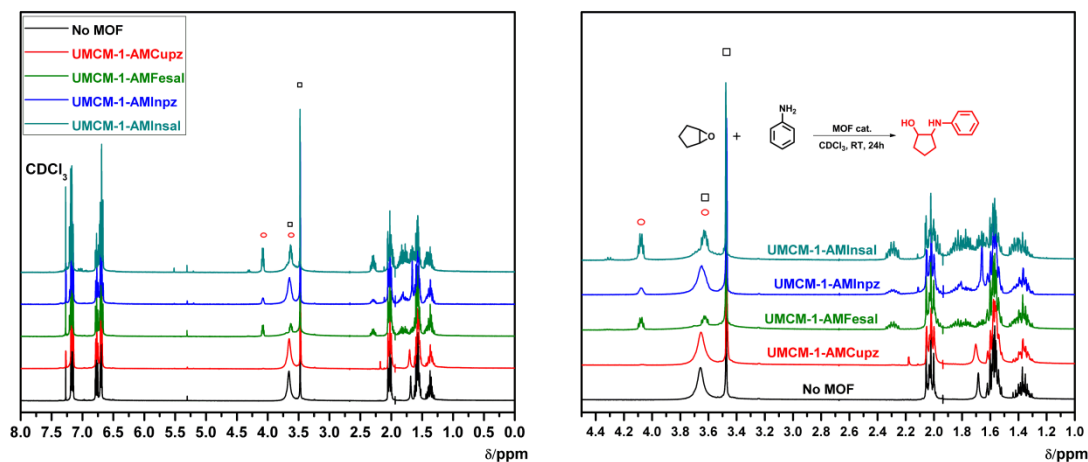 No MOF
UMCM-1-AMCupz
UMCM-1-AMFesal
UMCM-1-AMInpz
UMCM-1-AMInsal
CDCl3
8.0 7.5 7.0 6.5 6.0 5.5 5.0 4.5 4.0 3.5 3.0 2.5 2.0 1.5 1.0 0.5 0.0
δ/ppm
NH2
O
+
MOF cat.
CDCl3, RT, 24h
HO
HN
UMCM-1-AMInsal
UMCM-1-AMInpz
UMCM-1-AMFesal
UMCM-1-AMCupz
No MOF
4.4 4.2 4.0 3.8 3.6 3.4 3.2 3.0 2.8 2.6 2.4 2.2 2.0 1.8 1.6 1.4 1.2 1.0
δ/ppm